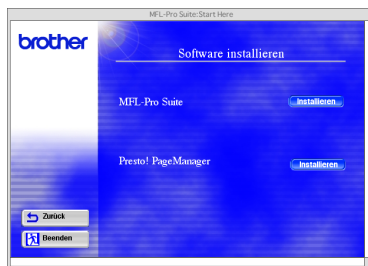 MFL-Pro Suite:Start Here
brother
Software installieren
MFL-Pro Suite
Installieren
Presto! PageManager
Installieren
Zurück
Beenden